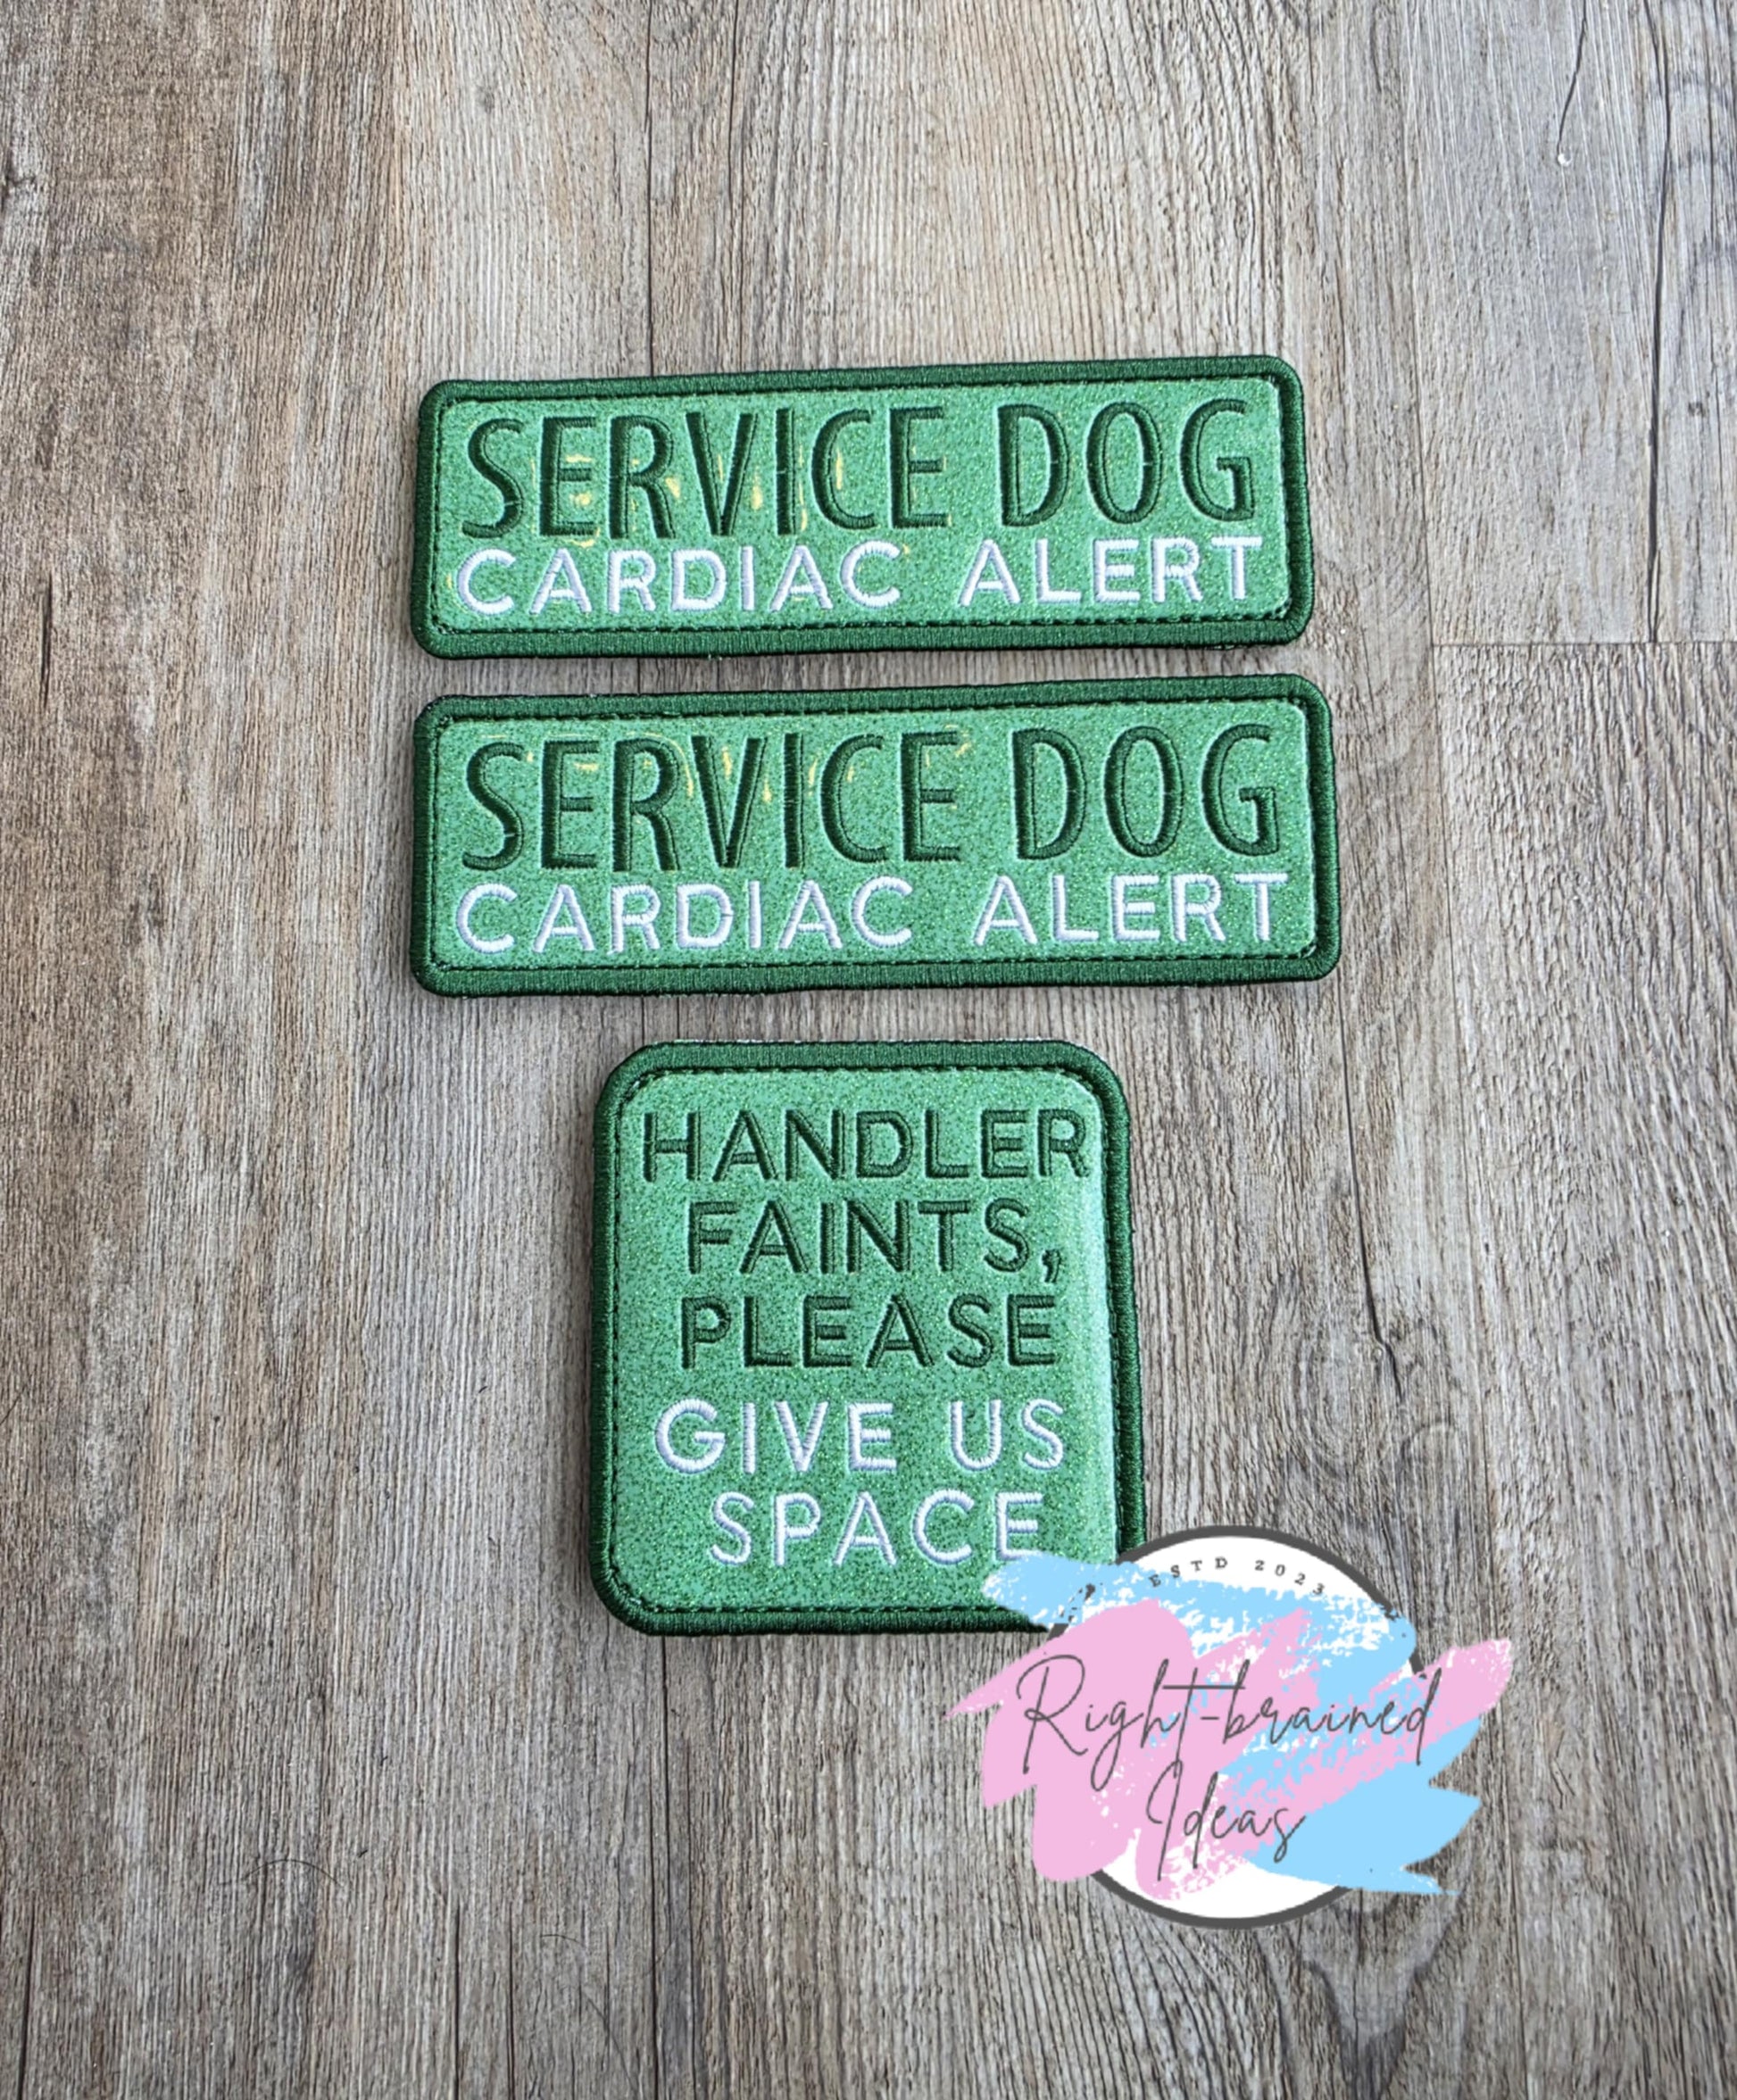 SERVICE DOG
CARDIAC ALERT
SERVICE DOG
CARDIAC ALERT
HANDLER
FAINTS,
PLEASE
GIVE US
SPACE
ESTD 2023
Right-brained
Ideas